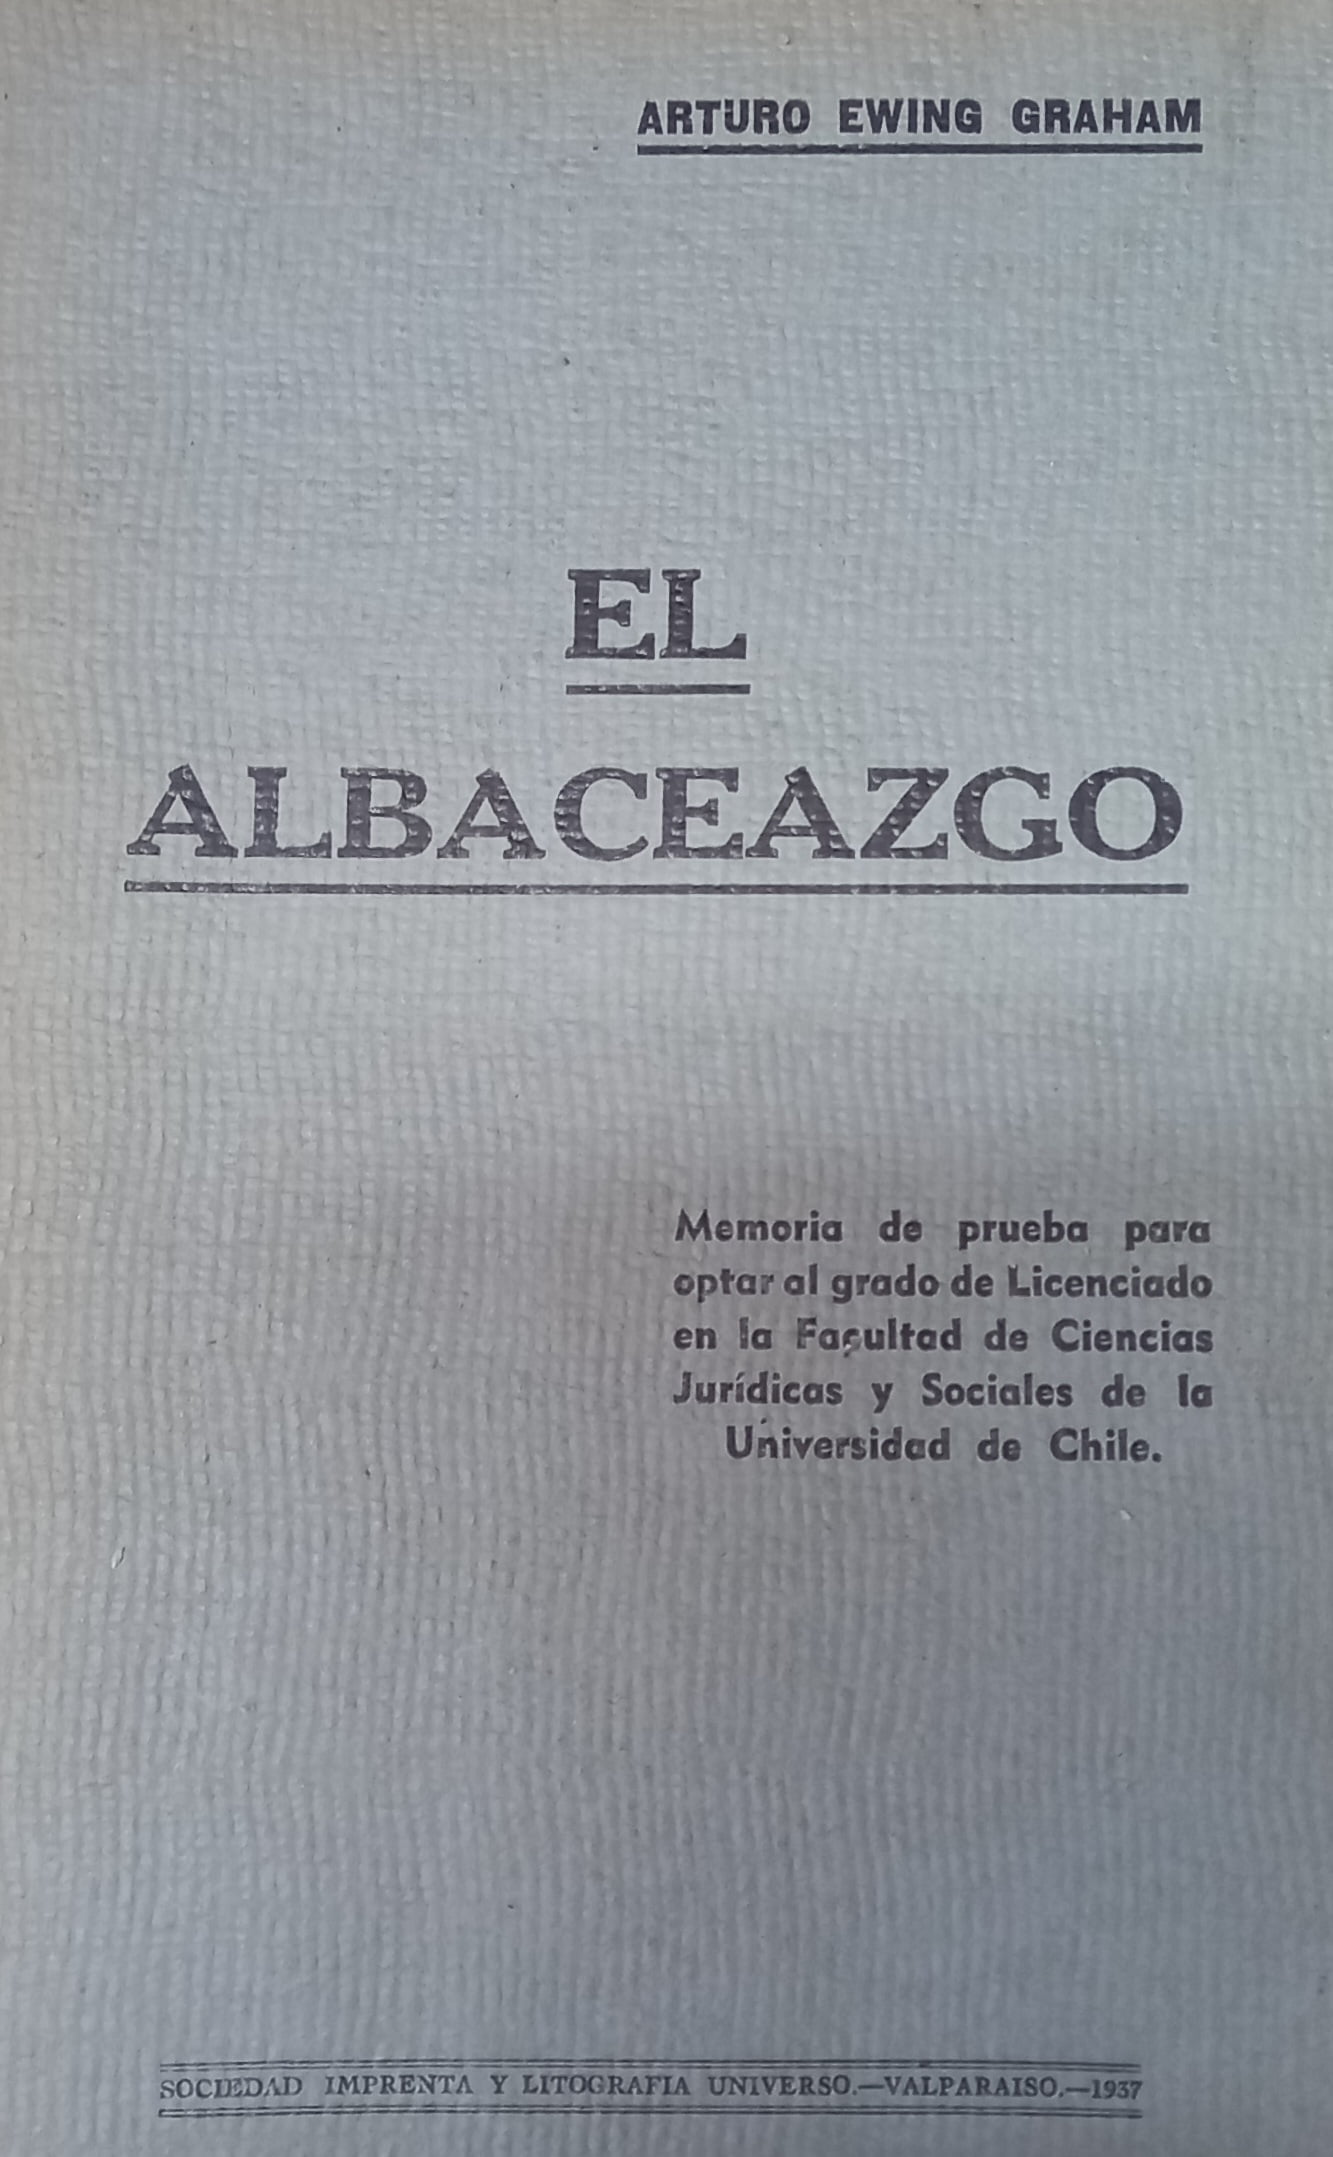 ARTURO EWING GRAHAM
EL
ALBACEAZGO
Memoria de prueba para
optar al grado de Licenciado
en la Facultad de Ciencias
Jurídicas y Sociales de la
Universidad de Chile.
SOCIEDAD IMPRENTA Y LITOGRAFIA UNIVERSO.—VALPARAISO.—1937